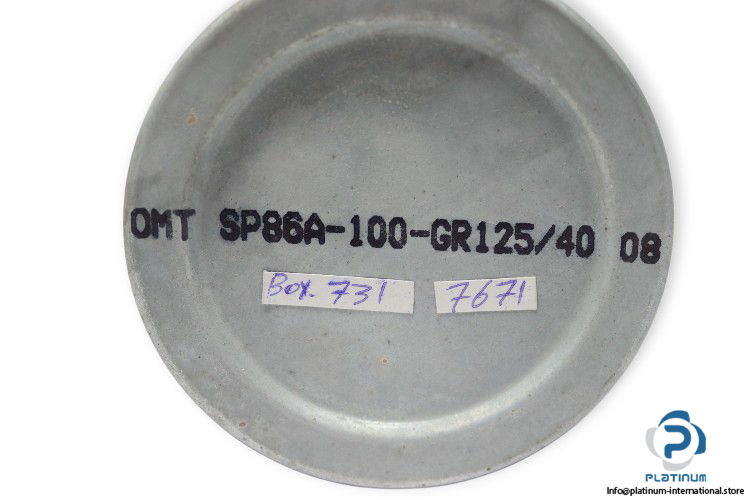 OMT SP86A-100-GR125/40 08
Box. 731 7671
PLATINUM
Info@platinum-international.store